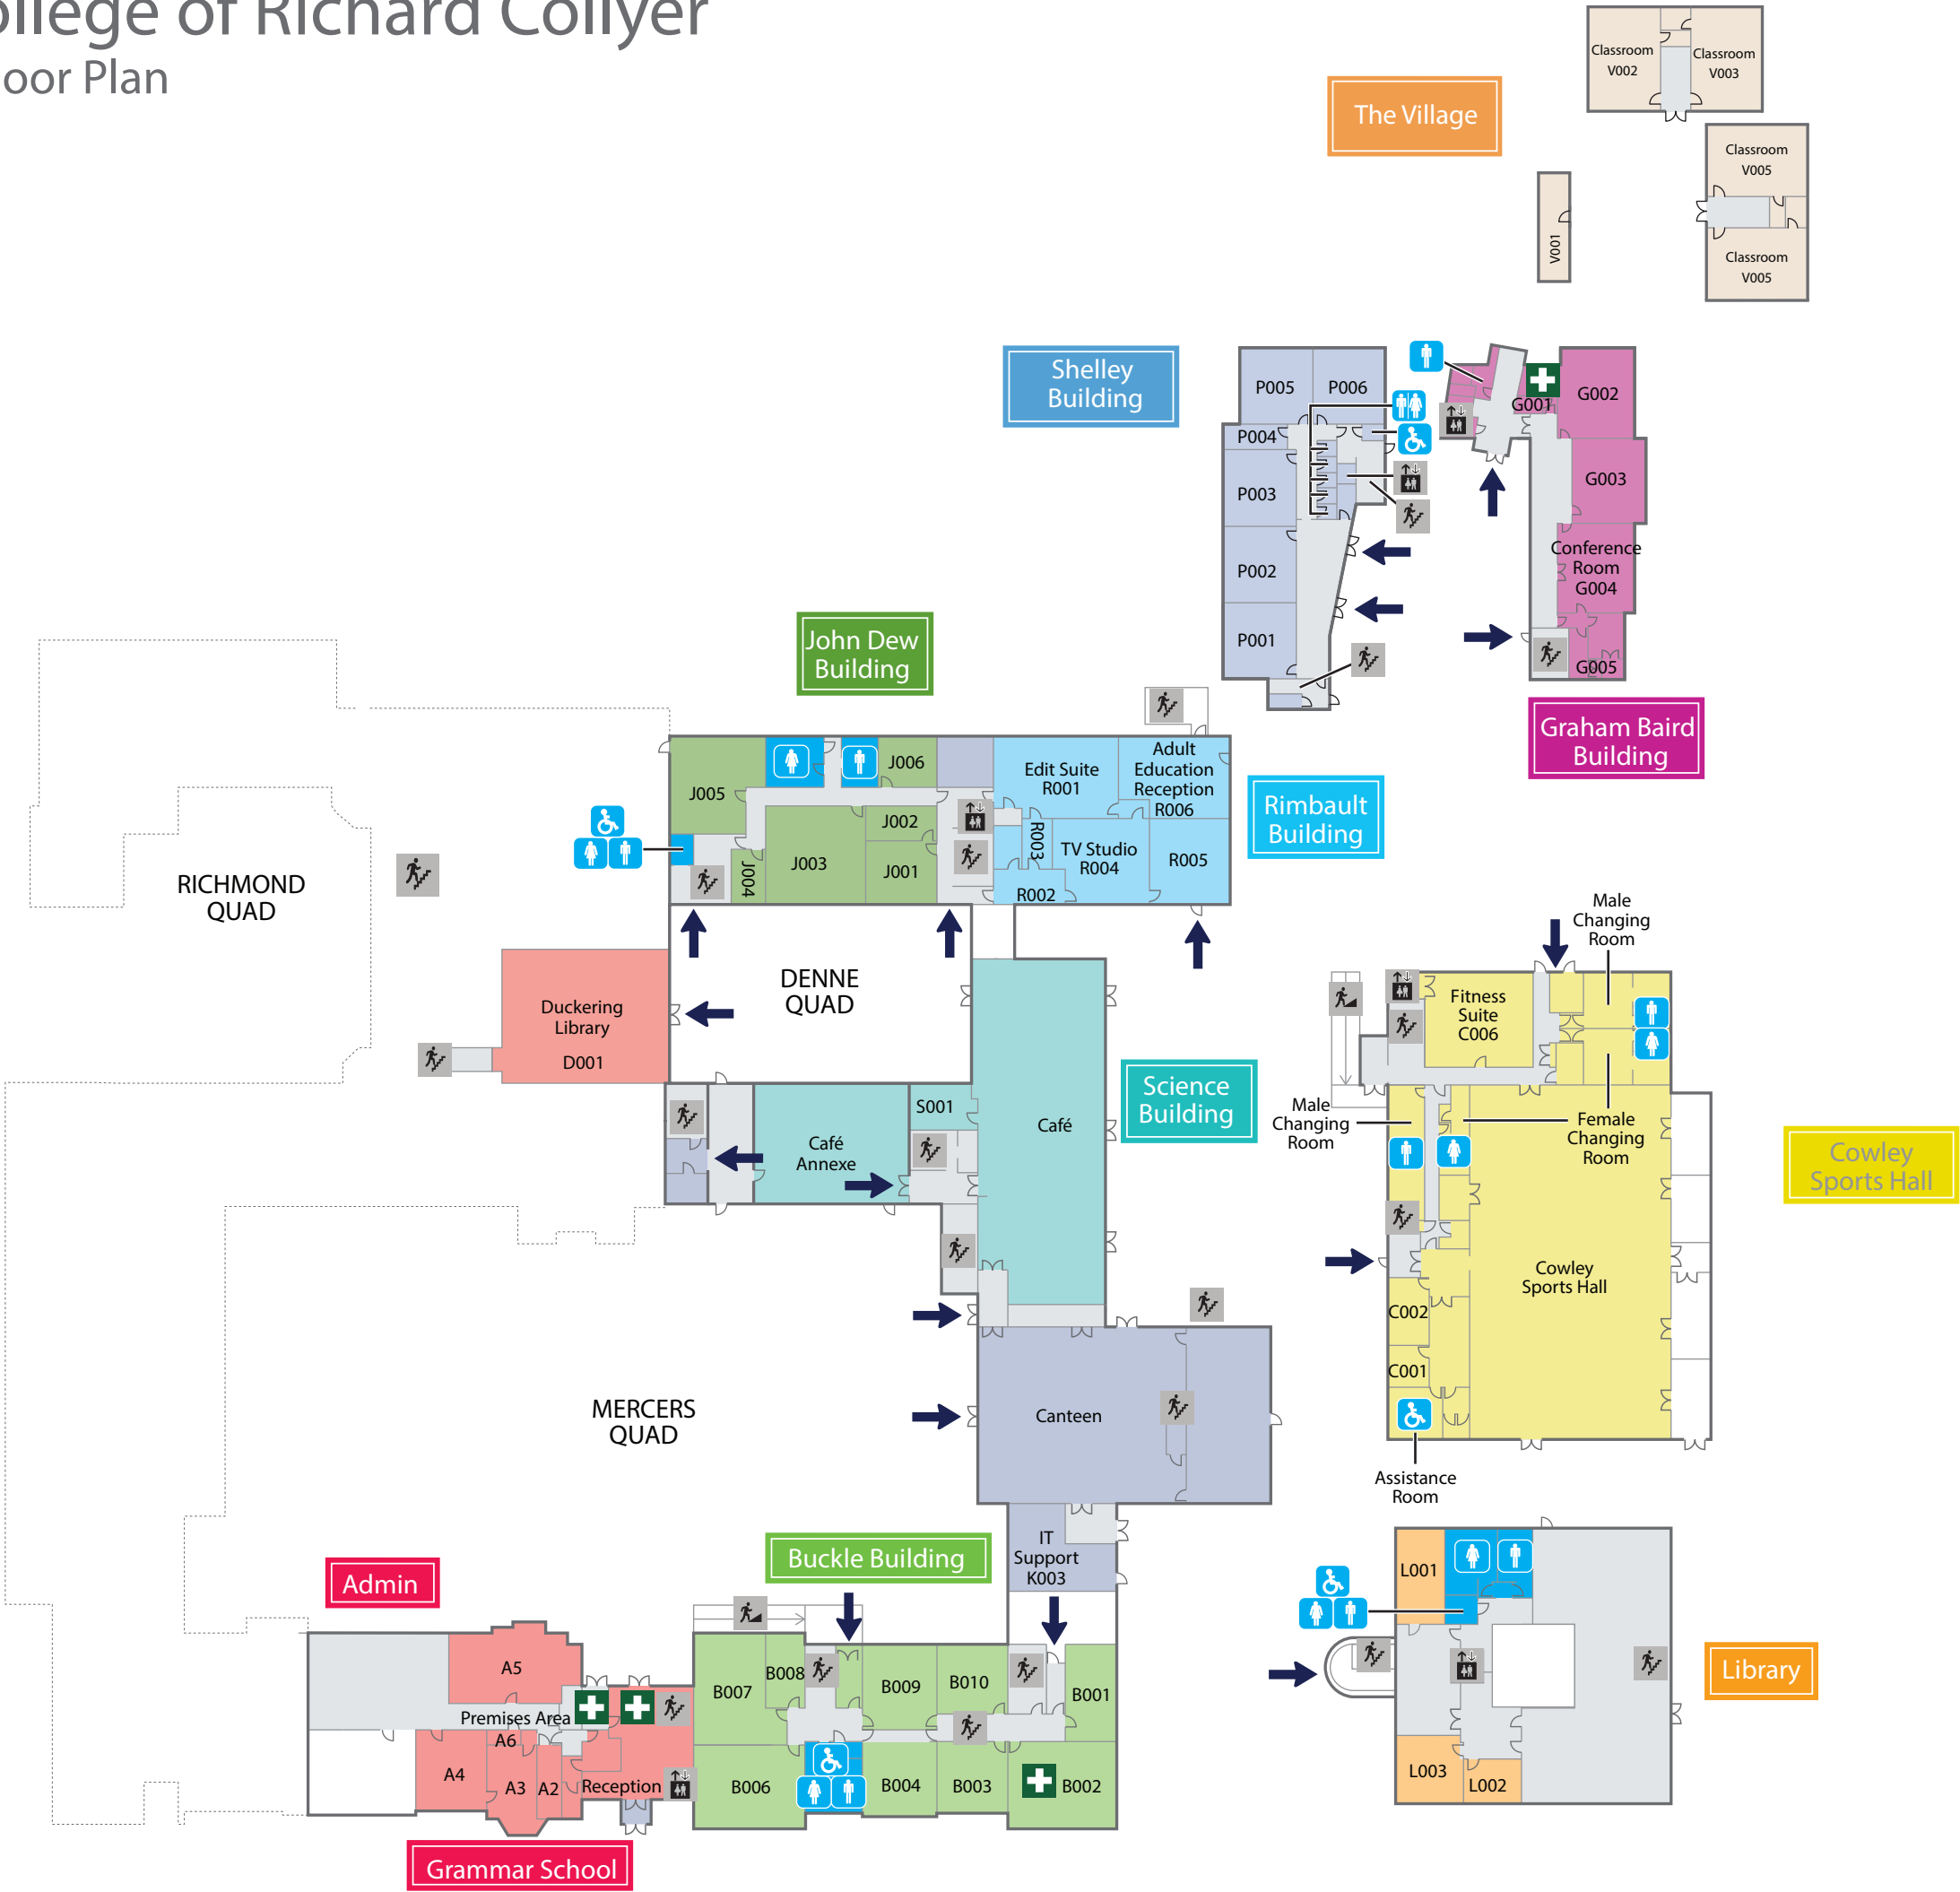 ollege of Richard Collyer
oor Plan
Classroom
V002
Classroom
V003
The Village
Classroom
V005
V001
Classroom
V005
Shelley
Building
P005
P006
P004
P003
P002
P001
G001
G002
G003
Conference
Room
G004
G005
Graham Baird
Building
John Dew
Building
J005
J006
J002
J003
J001
J004
Edit Suite
R001
Adult
Education
Reception
R006
R003
TV Studio
R004
R005
R002
Rimbault
Building
RICHMOND
QUAD
DENNE
QUAD
Duckering
Library
D001
Male
Changing
Room
Fitness
Suite
C006
Science
Building
S001
Café
Café
Annexe
Male
Changing
Room
Female
Changing
Room
Cowley
Sports Hall
Cowley
Sports Hall
C002
C001
Assistance
Room
MERCERS
QUAD
Canteen
IT
Support
K003
Buckle Building
Admin
A5
Premises Area
A6
A4
A3
A2
Reception
Grammar School
B007
B008
B009
B010
B001
B006
B004
B003
B002
L001
L003
L002
Library